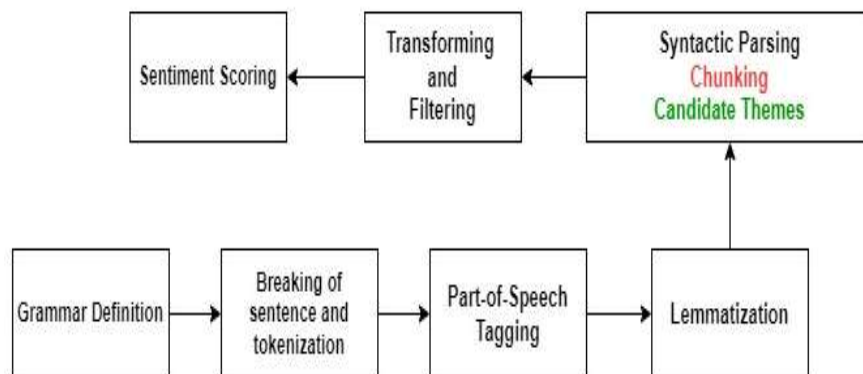 Sentiment Scoring
Transforming
and
Filtering
Syntactic Parsing
Chunking
Candidate Themes
Grammar Definition
Breaking of
sentence and
tokenization
Part-of-Speech
Tagging
Lemmatization